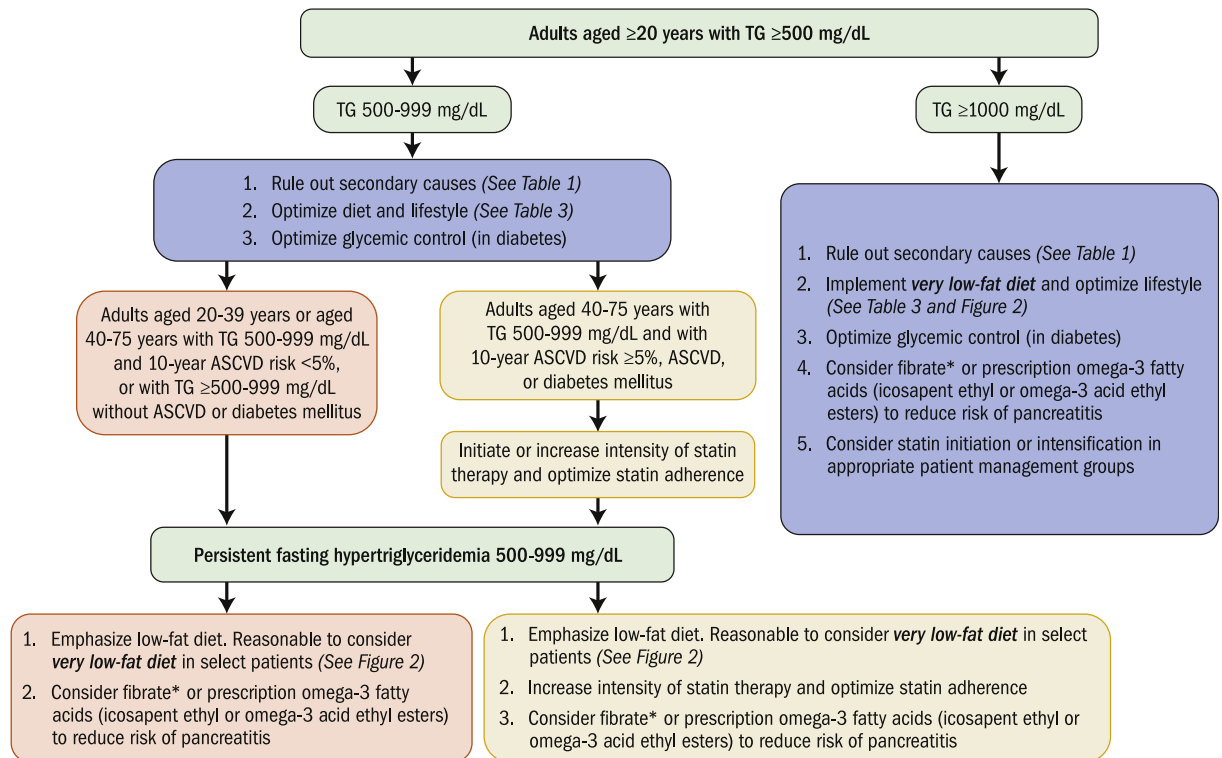 Adults aged ≥20 years with TG ≥500 mg/dL
TG 500-999 mg/dL
TG ≥1000 mg/dL
1. Rule out secondary causes (See Table 1)
2. Optimize diet and lifestyle (See Table 3)
3. Optimize glycemic control (in diabetes)
1. Rule out secondary causes (See Table 1)
2. Implement very low-fat diet and optimize lifestyle
(See Table 3 and Figure 2)
3. Optimize glycemic control (in diabetes)
4. Consider fibrate* or prescription omega-3 fatty
acids (icosapent ethyl or omega-3 acid ethyl
esters) to reduce risk of pancreatitis
5. Consider statin initiation or intensification in
appropriate patient management groups
Adults aged 20-39 years or aged
40-75 years with TG 500-999 mg/dL
and 10-year ASCVD risk <5%,
or with TG ≥500-999 mg/dL
without ASCVD or diabetes mellitus
Adults aged 40-75 years with
TG 500-999 mg/dL and with
10-year ASCVD risk ≥5%, ASCVD,
or diabetes mellitus
Initiate or increase intensity of statin
therapy and optimize statin adherence
Persistent fasting hypertriglyceridemia 500-999 mg/dL
1. Emphasize low-fat diet. Reasonable to consider
very low-fat diet in select patients (See Figure 2)
2. Consider fibrate* or prescription omega-3 fatty
acids (icosapent ethyl or omega-3 acid ethyl esters)
to reduce risk of pancreatitis
1. Emphasize low-fat diet. Reasonable to consider very low-fat diet in select
patients (See Figure 2)
2. Increase intensity of statin therapy and optimize statin adherence
3. Consider fibrate* or prescription omega-3 fatty acids (icosapent ethyl or
omega-3 acid ethyl esters) to reduce risk of pancreatitis